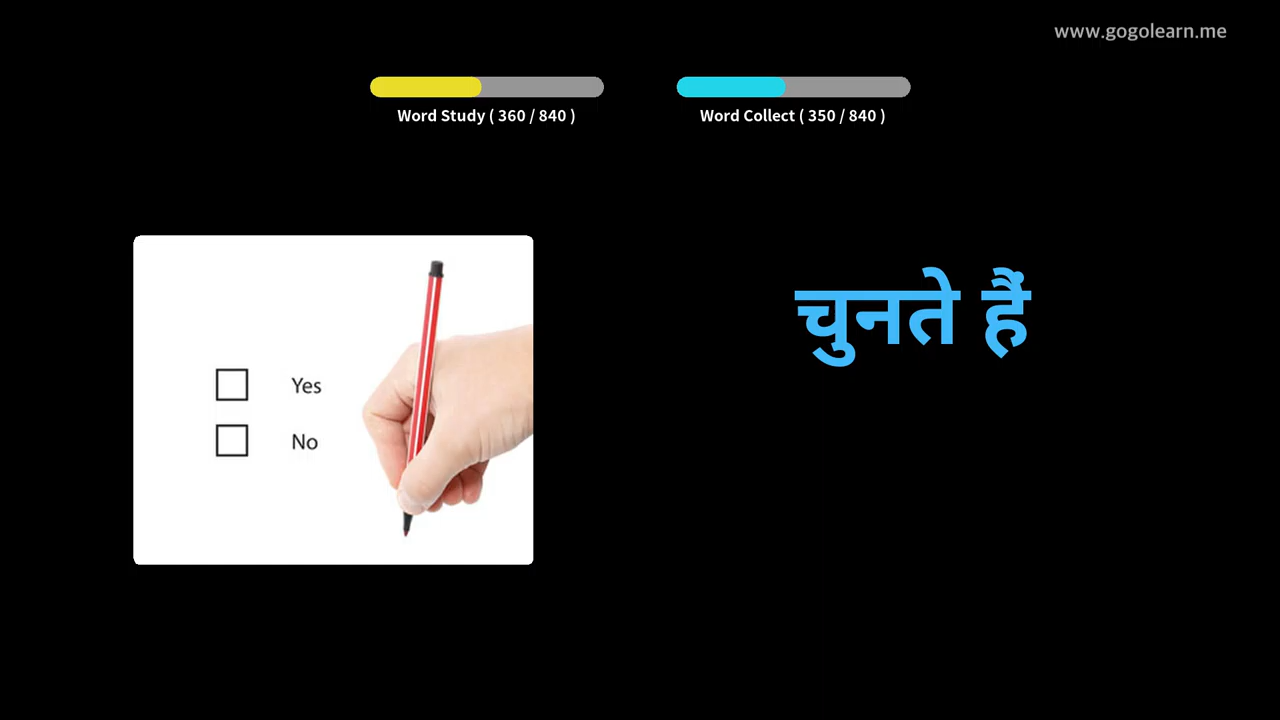 www.gogolearn.me
Word Study ( 360 / 840 )
Word Collect ( 350 / 840 )
Yes
No
चुनते हैं